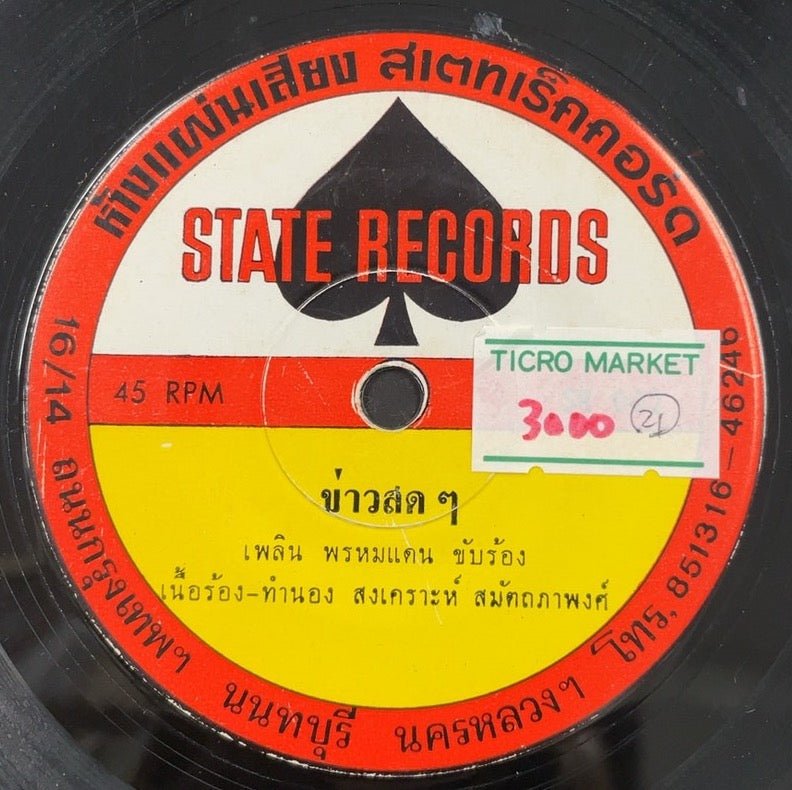 ห้างแผ่นเสียง สเตทเร็คคอร์ด
STATE RECORDS
45 RPM
TICRO MARKET
3000 21
ข่าวสด ๆ
เพลิน พรหมแดน ขับร้อง
เนื้อร้อง-ทำนอง สงเคราะห์ สมัตถภาพงศ์
16/14 ถนนกรุงเทพฯ นนทบุรี นครหลวงฯ โทร. 851316-46246